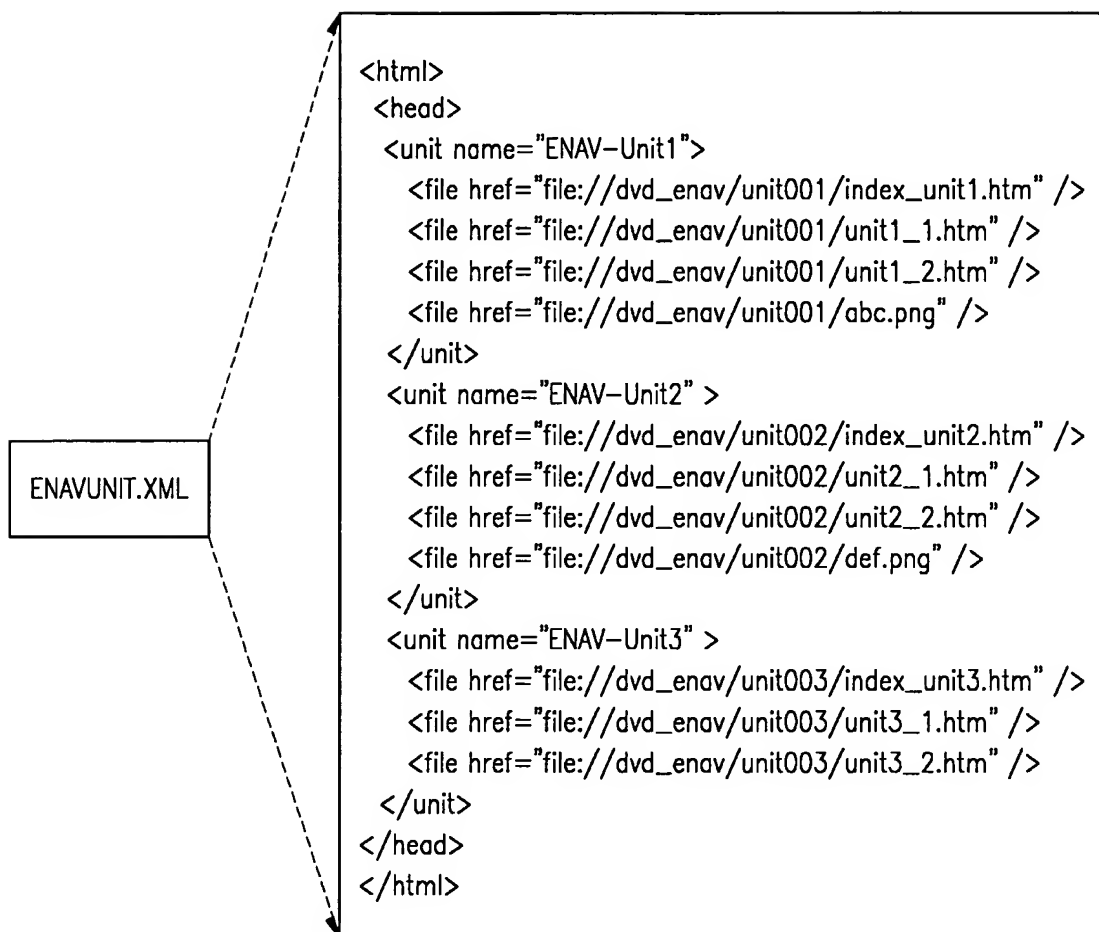 <html>
<head>
<unit name="ENAV-Unit1">
<file href="file://dvd_enav/unit001/index_unit1.htm" />
<file href="file://dvd_enav/unit001/unit1_1.htm" />
<file href="file://dvd_enav/unit001/unit1_2.htm" />
<file href="file://dvd_enav/unit001/abc.png" />
</unit>
<unit name="ENAV-Unit2" >
<file href="file://dvd_enav/unit002/index_unit2.htm" />
<file href="file://dvd_enav/unit002/unit2_1.htm" />
<file href="file://dvd_enav/unit002/unit2_2.htm" />
<file href="file://dvd_enav/unit002/def.png" />
</unit>
<unit name="ENAV-Unit3" >
<file href="file://dvd_enav/unit003/index_unit3.htm" />
<file href="file://dvd_enav/unit003/unit3_1.htm" />
<file href="file://dvd_enav/unit003/unit3_2.htm" />
</unit>
</head>
</html>
ENAVUNIT.XML